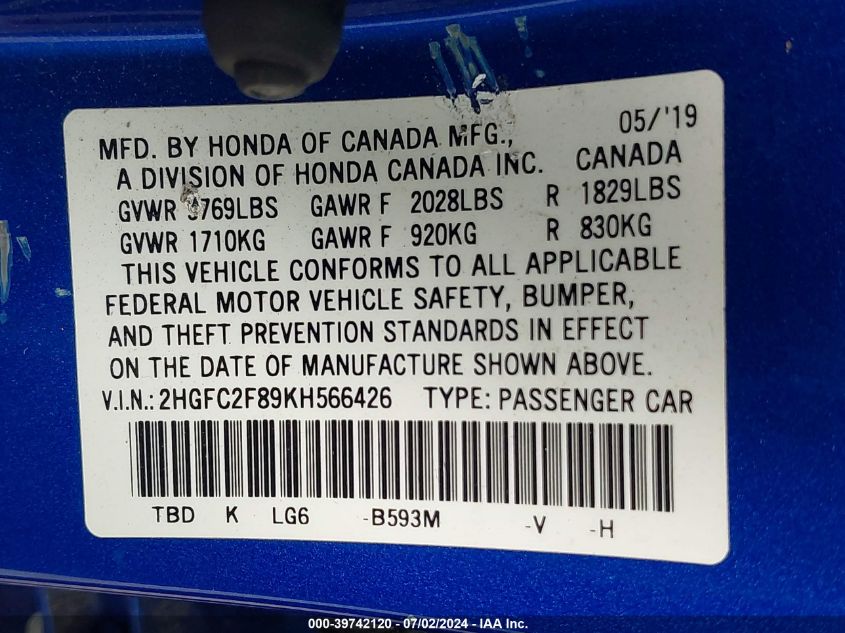 05/'19
MFD. BY HONDA OF CANADA MFG.,
A DIVISION OF HONDA CANADA INC. CANADA
GVWR 3769LBS GAWR F 2028LBS R 1829LBS
GVWR 1710KG GAWR F 920KG R 830KG
THIS VEHICLE CONFORMS TO ALL APPLICABLE
FEDERAL MOTOR VEHICLE SAFETY, BUMPER,
AND THEFT PREVENTION STANDARDS IN EFFECT
ON THE DATE OF MANUFACTURE SHOWN ABOVE.
V.I.N.: 2HGFC2F89KH566426 TYPE: PASSENGER CAR
TBD K LG6 -B593M -V -H
000-39742120 - 07/02/2024 - IAA Inc.